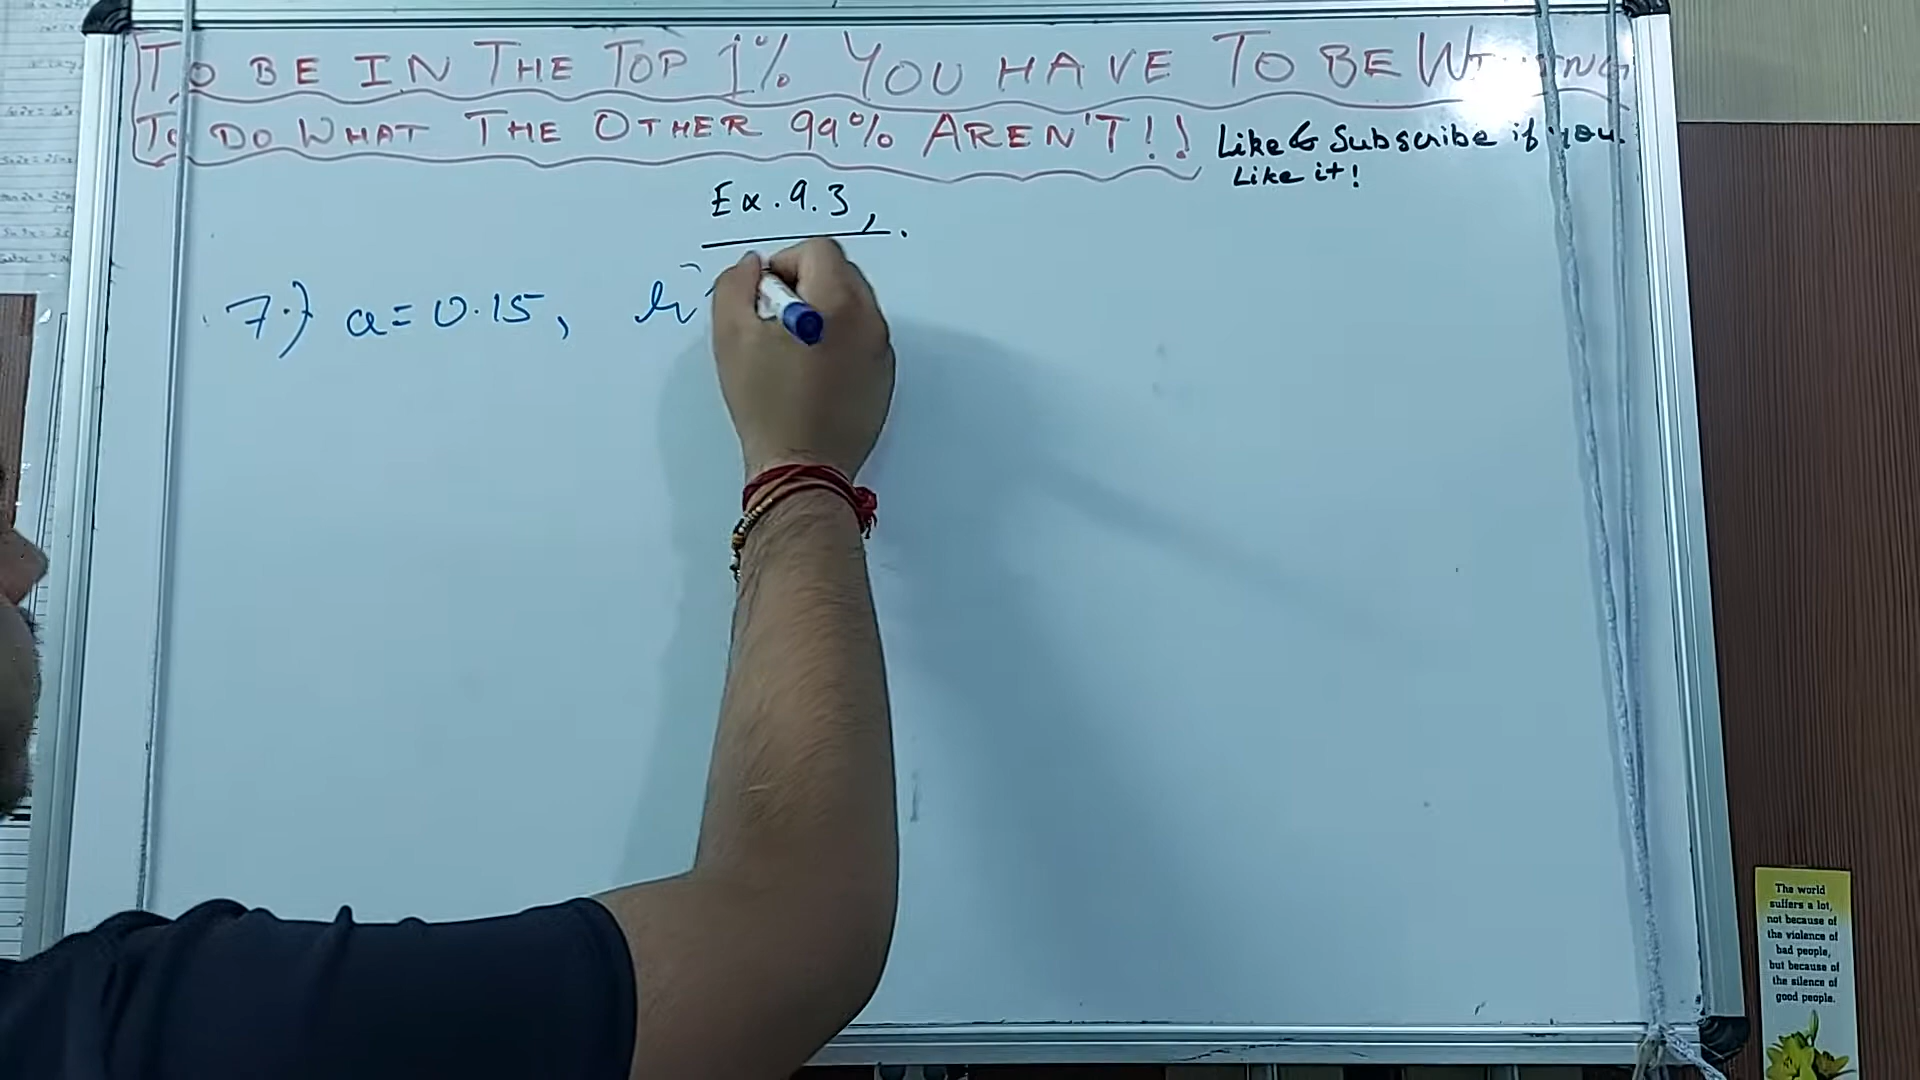 TO BE IN THE TOP 1% YOU HAVE TO BE
TO DO WHAT THE OTHER 99% AREN'T!! Like & Subscribe if you.
Like it!
Ex. 9.3,.
7.) a = 0.15, r
The world
suffers a lot,
not because of
the violence of
bad people,
but because of
the silence of
good people.